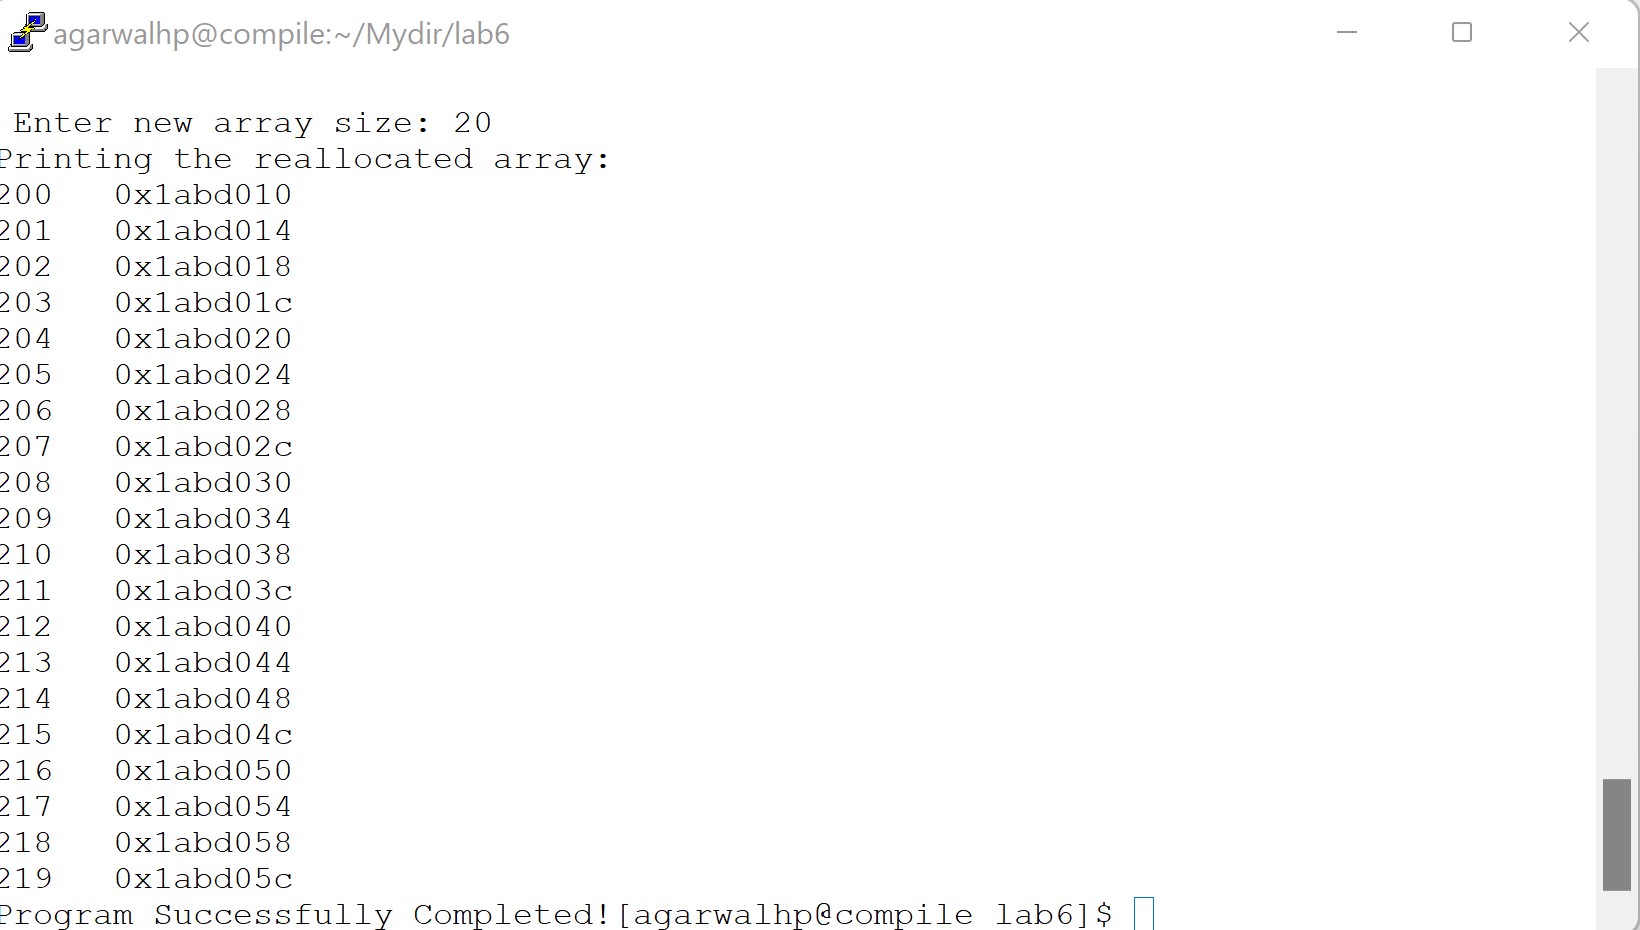 agarwalhp@compile:~/Mydir/lab6
Enter new array size: 20
Printing the reallocated array:
200   0x1abd010
201   0x1abd014
202   0x1abd018
203   0x1abd01c
204   0x1abd020
205   0x1abd024
206   0x1abd028
207   0x1abd02c
208   0x1abd030
209   0x1abd034
210   0x1abd038
211   0x1abd03c
212   0x1abd040
213   0x1abd044
214   0x1abd048
215   0x1abd04c
216   0x1abd050
217   0x1abd054
218   0x1abd058
219   0x1abd05c
Program Successfully Completed![agarwalhp@compile lab6]$